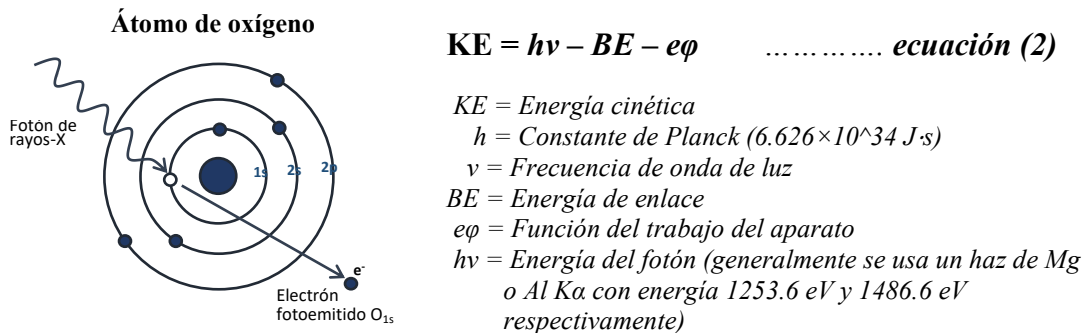 Átomo de oxígeno
Fotón de
rayos-X
1s
2s
2p
e-
Electrón
fotoemitido O1s
KE = hv – BE – eφ ………….. ecuación (2)
KE = Energía cinética
h = Constante de Planck (6.626×10^34 J·s)
v = Frecuencia de onda de luz
BE = Energía de enlace
eφ = Función del trabajo del aparato
hv = Energía del fotón (generalmente se usa un haz de Mg
o Al Kα con energía 1253.6 eV y 1486.6 eV
respectivamente)